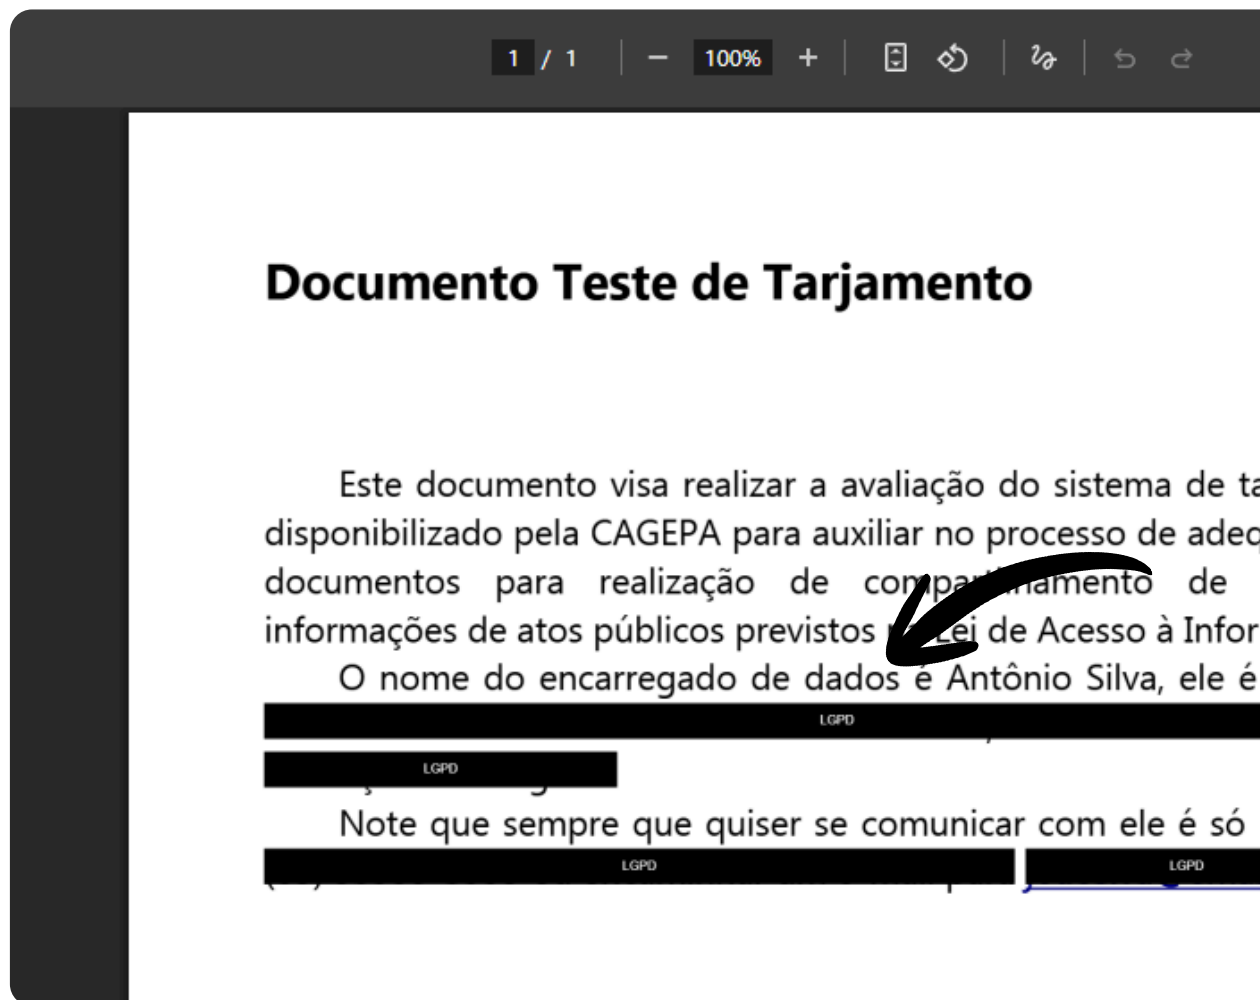 1 / 1 100%
Documento Teste de Tarjamento
Este documento visa realizar a avaliação do sistema de
disponibilizado pela CAGEPA para auxiliar no processo de
documentos para realização de compartilhamento de
informações de atos públicos previstos na Lei de Acesso à
O nome do encarregado de dados é Antônio Silva, ele é
LGPD
LGPD
Note que sempre que quiser se comunicar com ele é só
LGPD LGPD